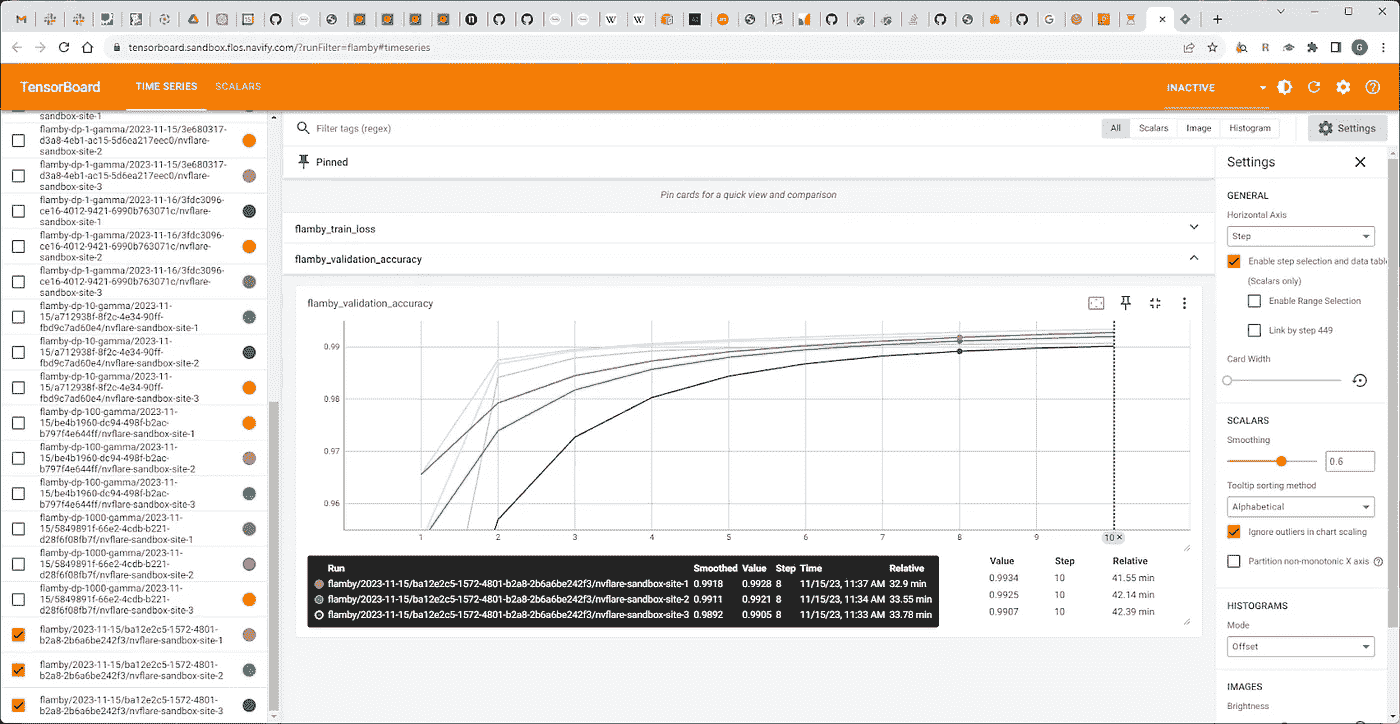 tensorboard.sandbox.flos.navify.com/?runFilter=flamby#timeseries
TensorBoard
TIME SERIES
SCALARS
INACTIVE
sandbox-site-1
flamby-dp-1-gamma/2023-11-15/3e680317-
d3a8-4eb1-ac15-5d6ea217eec0/nvflare-
sandbox-site-2
flamby-dp-1-gamma/2023-11-15/3e680317-
d3a8-4eb1-ac15-5d6ea217eec0/nvflare-
sandbox-site-3
flamby-dp-1-gamma/2023-11-16/3fdc3096-
ce16-4012-9421-6990b763071c/nvflare-
sandbox-site-1
flamby-dp-1-gamma/2023-11-16/3fdc3096-
ce16-4012-9421-6990b763071c/nvflare-
sandbox-site-2
flamby-dp-1-gamma/2023-11-16/3fdc3096-
ce16-4012-9421-6990b763071c/nvflare-
sandbox-site-3
flamby-dp-10-gamma/2023-11-
15/a712938f-8f2c-4e34-90ff-
fbd9c7ad60e4/nvflare-sandbox-site-1
flamby-dp-10-gamma/2023-11-
15/a712938f-8f2c-4e34-90ff-
fbd9c7ad60e4/nvflare-sandbox-site-2
flamby-dp-10-gamma/2023-11-
15/a712938f-8f2c-4e34-90ff-
fbd9c7ad60e4/nvflare-sandbox-site-3
flamby-dp-100-gamma/2023-11-
15/be4b1960-dc94-498f-b2ac-
b797f4e644ff/nvflare-sandbox-site-1
flamby-dp-100-gamma/2023-11-
15/be4b1960-dc94-498f-b2ac-
b797f4e644ff/nvflare-sandbox-site-2
flamby-dp-100-gamma/2023-11-
15/be4b1960-dc94-498f-b2ac-
b797f4e644ff/nvflare-sandbox-site-3
flamby-dp-1000-gamma/2023-11-
15/5849891f-66e2-4cdb-b221-
d28f6f08fb7f/nvflare-sandbox-site-1
flamby-dp-1000-gamma/2023-11-
15/5849891f-66e2-4cdb-b221-
d28f6f08fb7f/nvflare-sandbox-site-2
flamby-dp-1000-gamma/2023-11-
15/5849891f-66e2-4cdb-b221-
d28f6f08fb7f/nvflare-sandbox-site-3
flamby/2023-11-15/ba12e2c5-1572-4801-
b2a8-2b6a6be242f3/nvflare-sandbox-site-1
flamby/2023-11-15/ba12e2c5-1572-4801-
b2a8-2b6a6be242f3/nvflare-sandbox-site-2
flamby/2023-11-15/ba12e2c5-1572-4801-
b2a8-2b6a6be242f3/nvflare-sandbox-site-3
Filter tags (regex)
All Scalars Image Histogram
Settings
Pinned
Pin cards for a quick view and comparison
flamby_train_loss
flamby_validation_accuracy
flamby_validation_accuracy
0.99
0.98
0.97
0.96
1 2 3 4 5 6 7 8 9 10 ×
Run Smoothed Value Step Time Relative
flamby/2023-11-15/ba12e2c5-1572-4801-b2a8-2b6a6be242f3/nvflare-sandbox-site-1 0.9918 0.9928 8 11/15/23, 11:37 AM 32.9 min
flamby/2023-11-15/ba12e2c5-1572-4801-b2a8-2b6a6be242f3/nvflare-sandbox-site-2 0.9911 0.9921 8 11/15/23, 11:34 AM 33.55 min
flamby/2023-11-15/ba12e2c5-1572-4801-b2a8-2b6a6be242f3/nvflare-sandbox-site-3 0.9892 0.9905 8 11/15/23, 11:33 AM 33.78 min
Value Step Relative
0.9934 10 41.55 min
0.9925 10 42.14 min
0.9907 10 42.39 min
Settings
GENERAL
Horizontal Axis
Step
Enable step selection and data table
(Scalars only)
Enable Range Selection
Link by step 449
Card Width
SCALARS
Smoothing
0.6
Tooltip sorting method
Alphabetical
Ignore outliers in chart scaling
Partition non-monotonic X axis
HISTOGRAMS
Mode
Offset
IMAGES
Brightness